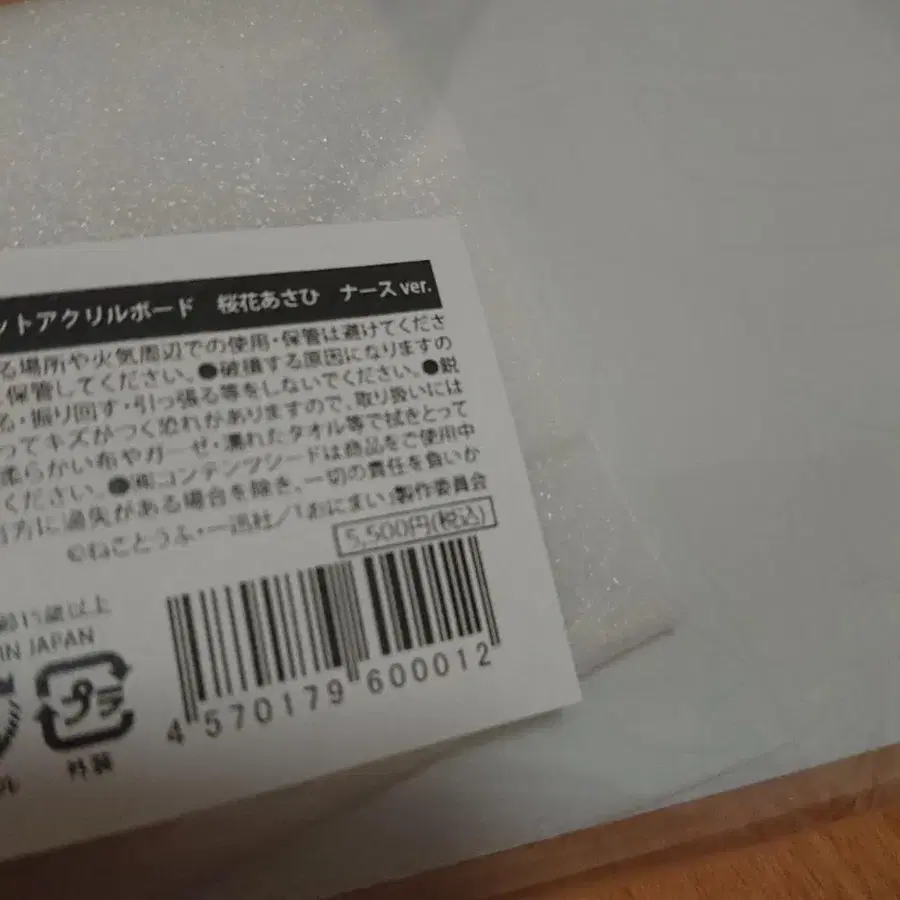 ットアクリルボード 桜花あさひ ナースver.
る場所や火気周辺での使用・保管は避けてくださ
保管してください。●破損する原因になりますの
る・振り回す・引っ張る等をしないでください。●鋭
ってキズがつく恐れがありますので、取り扱いには
柔らかい布やガーゼ・濡れたタオル等で拭きとって
ください。●㈲コンテンツシードは商品をご使用中
方に過失がある場合を除き、一切の責任を負いか
©ねことうふ・一迅社/「おにまい」製作委員会
5,500円(税込)
齢15歳以上
IN JAPAN
プラ
外装
4 570179 600012